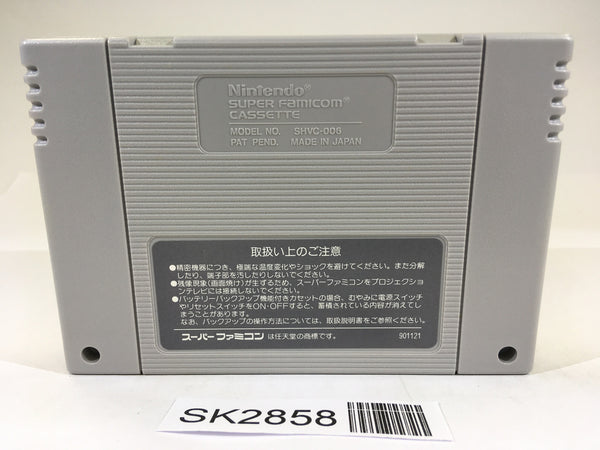 Nintendo®
SUPER FAMICOM®
CASSETTE
MODEL NO. SHVC-006
PAT PEND. MADE IN JAPAN
取扱い上のご注意
●精密機器につき、極端な温度変化やショックを避けてください。また分解
したり、端子部を汚したりしないでください。
●残像現象(画面焼け)が生ずるため、スーパーファミコンをプロジェクション
テレビには接続しないでください。
●バッテリーバックアップ機能付きカセットの場合、むやみに電源スイッチ
やリセットスイッチをON・OFFすると、蓄積されている内容が消えてし
まうことがあります。
なお、バックアップの操作方法については、取扱説明書をご参照ください。
スーパーファミコンは任天堂の商標です。 901121
SK2858